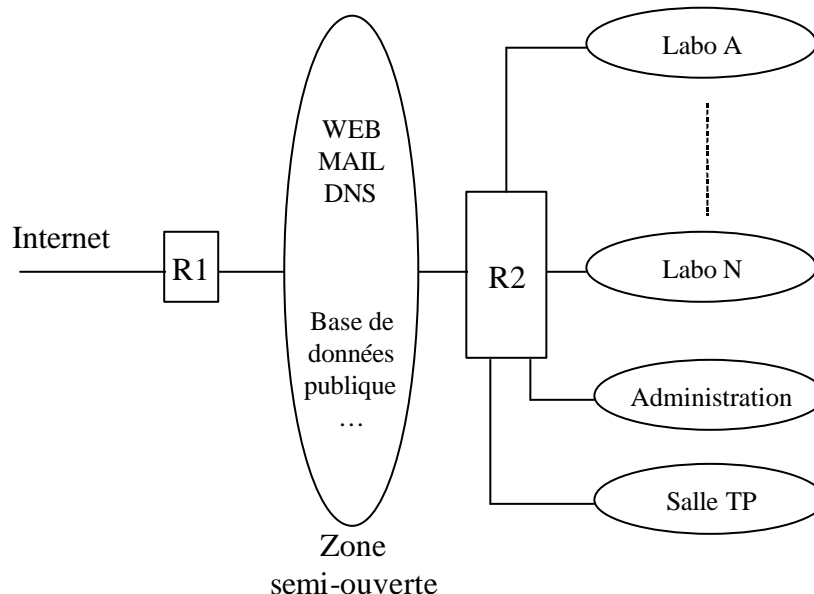 Internet
R1
WEB
MAIL
DNS
Base de
données
publique
…
Zone
semi-ouverte
R2
Labo A
Labo N
Administration
Salle TP